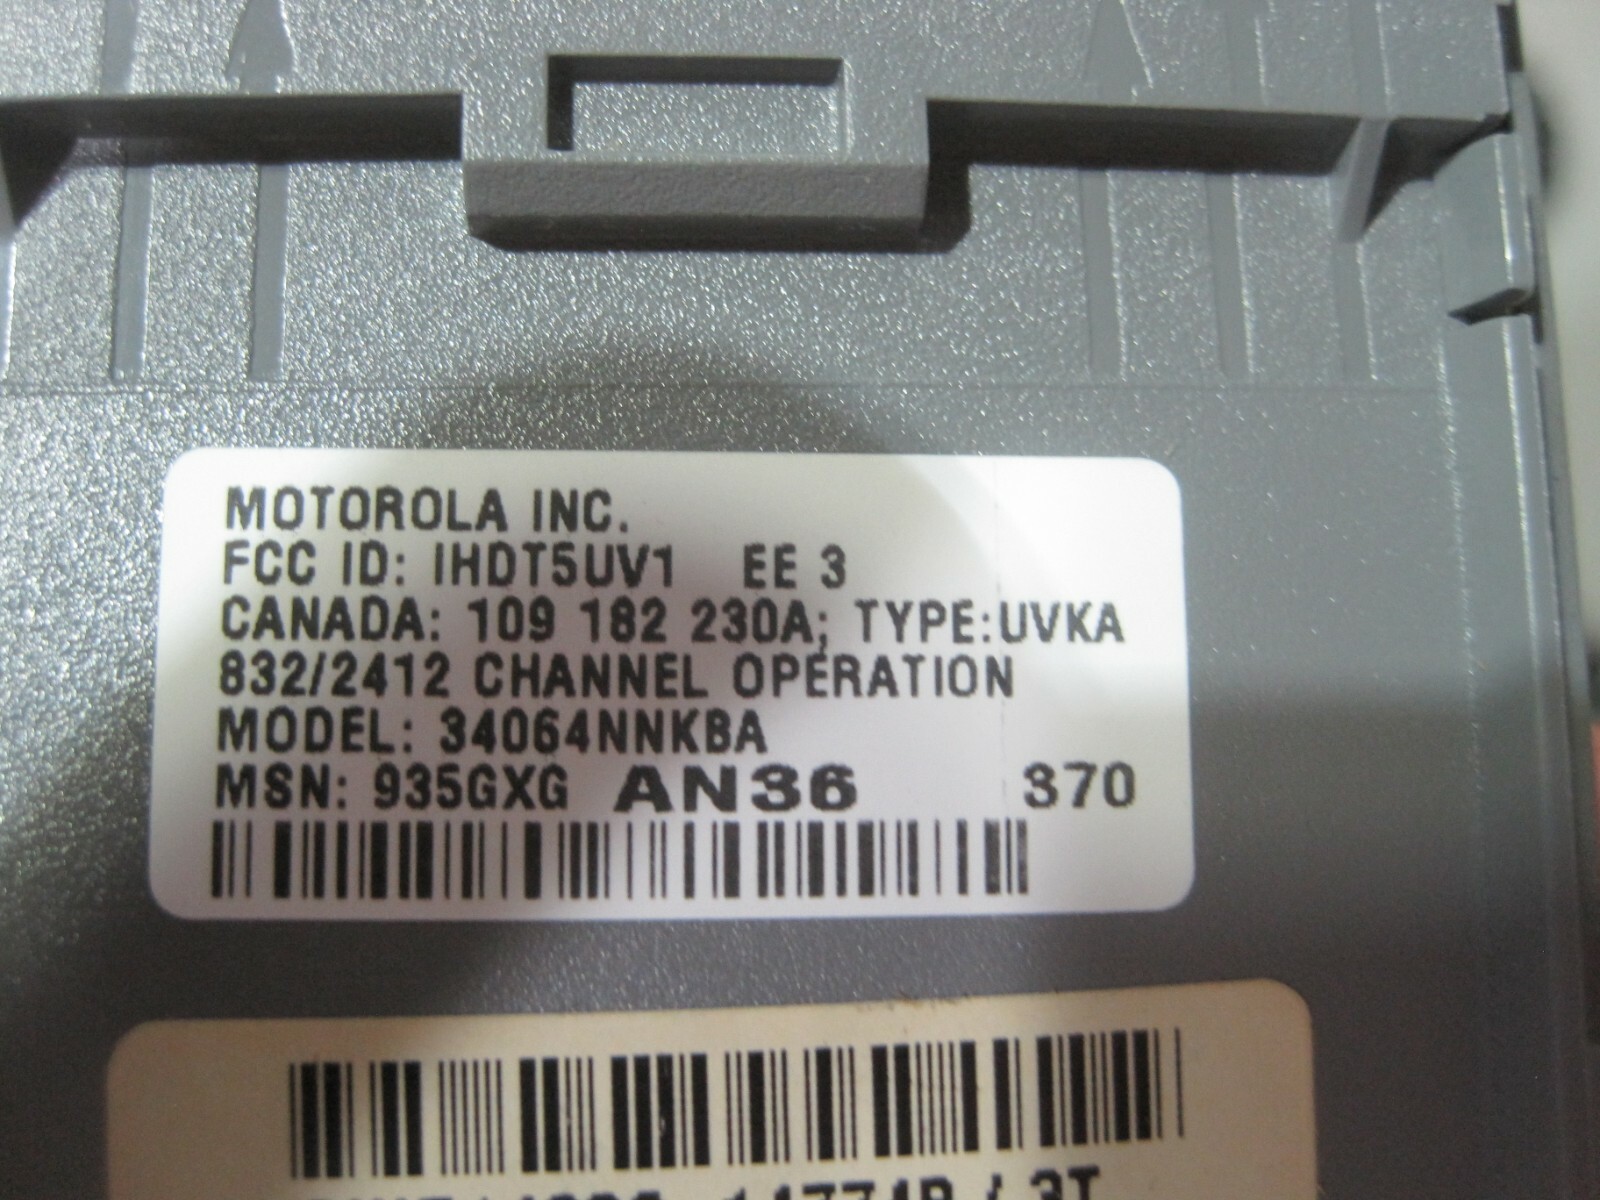 MOTOROLA INC.
FCC ID: IHDT5UV1 EE 3
CANADA: 109 182 230A; TYPE:UVKA
832/2412 CHANNEL OPERATION
MODEL: 34064NNKBA
MSN: 935GXG AN36 370
/ 3T